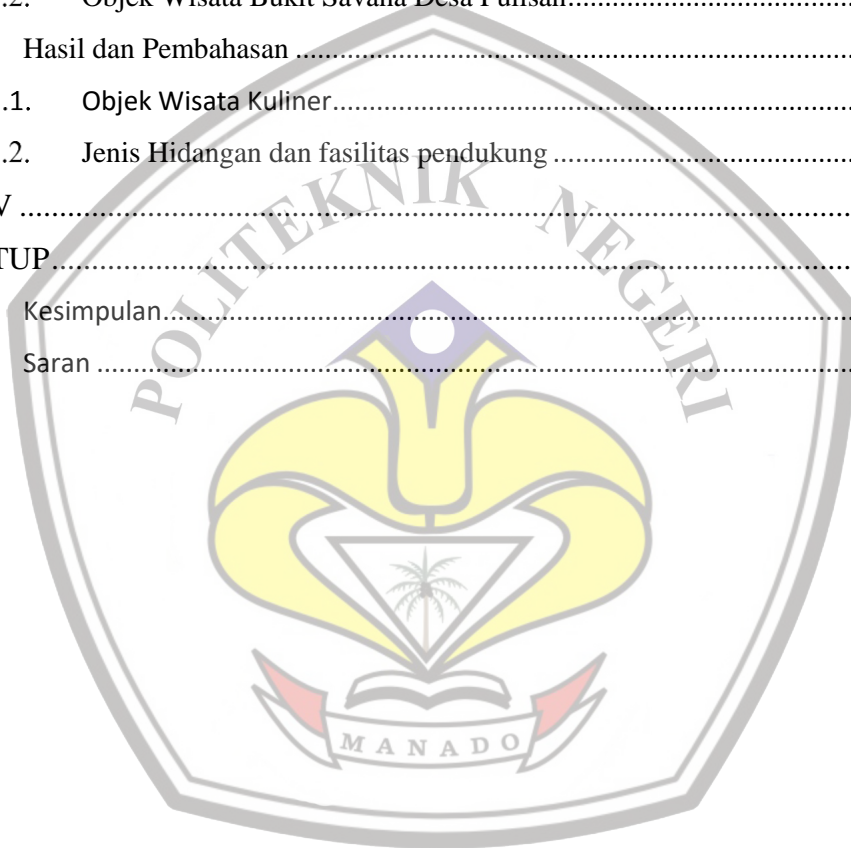 .2. Objek Wisata Bukit Savana Desa Pulisan....................................
Hasil dan Pembahasan ....................................
.1. Objek Wisata Kuliner....................................
.2. Jenis Hidangan dan fasilitas pendukung ....................................
V ....................................
TUP....................................
Kesimpulan....................................
Saran ....................................
POLITEKNIK NEGERI
MANADO